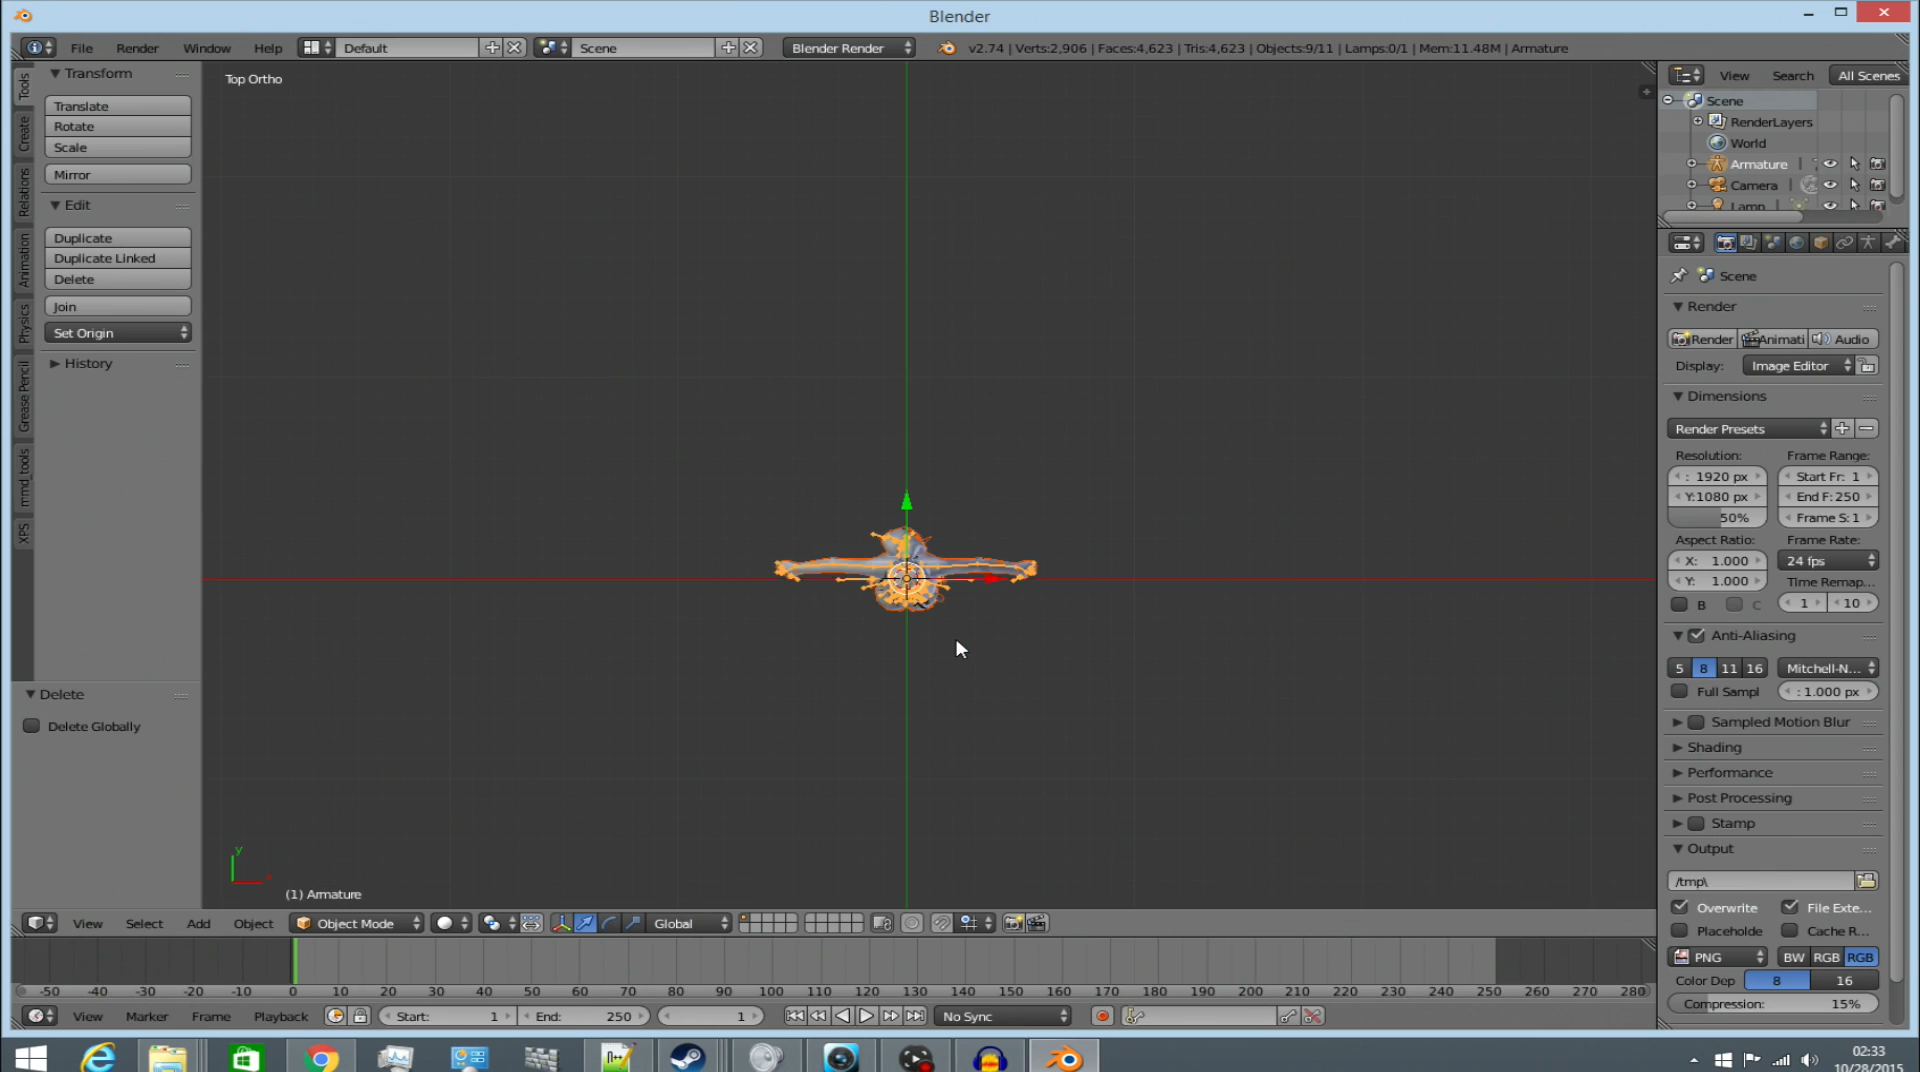 Blender
File Render Window Help Default Scene Blender Render v2.74 | Verts:2,906 | Faces:4,623 | Tris:4,623 | Objects:9/11 | Lamps:0/1 | Mem:11.48M | Armature
Tools
Create
Relations
Animation
Physics
Grease Pencil
mmd_tools
XPS
Transform
Translate
Rotate
Scale
Mirror
Edit
Duplicate
Duplicate Linked
Delete
Join
Set Origin
History
Delete
Delete Globally
Top Ortho
y
(1) Armature
View Search All Scenes
Scene
RenderLayers
World
Armature
Camera
Lamp
Scene
Render
Render Animati Audio
Display: Image Editor
Dimensions
Render Presets
Resolution: Frame Range:
: 1920 px Start Fr: 1
Y:1080 px End F:250
50% Frame S:1
Aspect Ratio: Frame Rate:
X: 1.000 24 fps
Y: 1.000 Time Remap...
B C 1 10
Anti-Aliasing
5 8 11 16 Mitchell-N...
Full Sampl : 1.000 px
Sampled Motion Blur
Shading
Performance
Post Processing
Stamp
Output
/tmp\
Overwrite File Exte...
Placeholde Cache R...
PNG BW RGB RGB
Color Dep 8 16
Compression: 15%
View Select Add Object Object Mode Global
-50 -40 -30 -20 -10 0 10 20 30 40 50 60 70 80 90 100 110 120 130 140 150 160 170 180 190 200 210 220 230 240 250 260 270 280
View Marker Frame Playback Start: 1 End: 250 1 No Sync
n++
02:33
10/28/2015